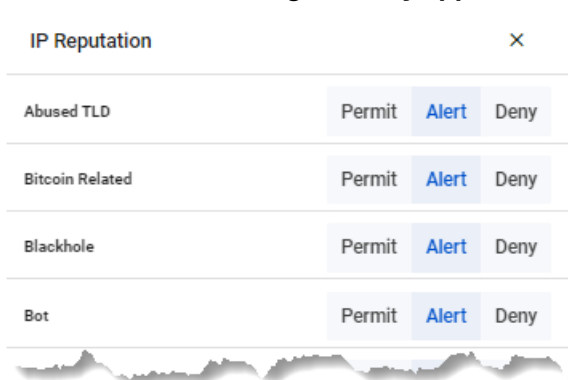 IP Reputation ×
Abused TLD Permit Alert Deny
Bitcoin Related Permit Alert Deny
Blackhole Permit Alert Deny
Bot Permit Alert Deny